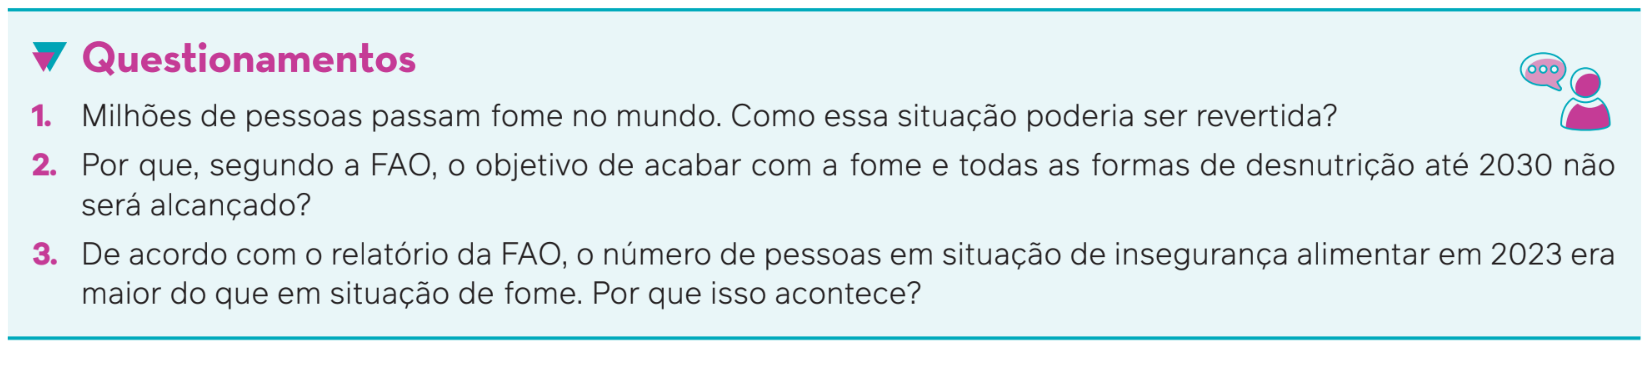 Questionamentos
1. Milhões de pessoas passam fome no mundo. Como essa situação poderia ser revertida?
2. Por que, segundo a FAO, o objetivo de acabar com a fome e todas as formas de desnutrição até 2030 não
será alcançado?
3. De acordo com o relatório da FAO, o número de pessoas em situação de insegurança alimentar em 2023 era
maior do que em situação de fome. Por que isso acontece?